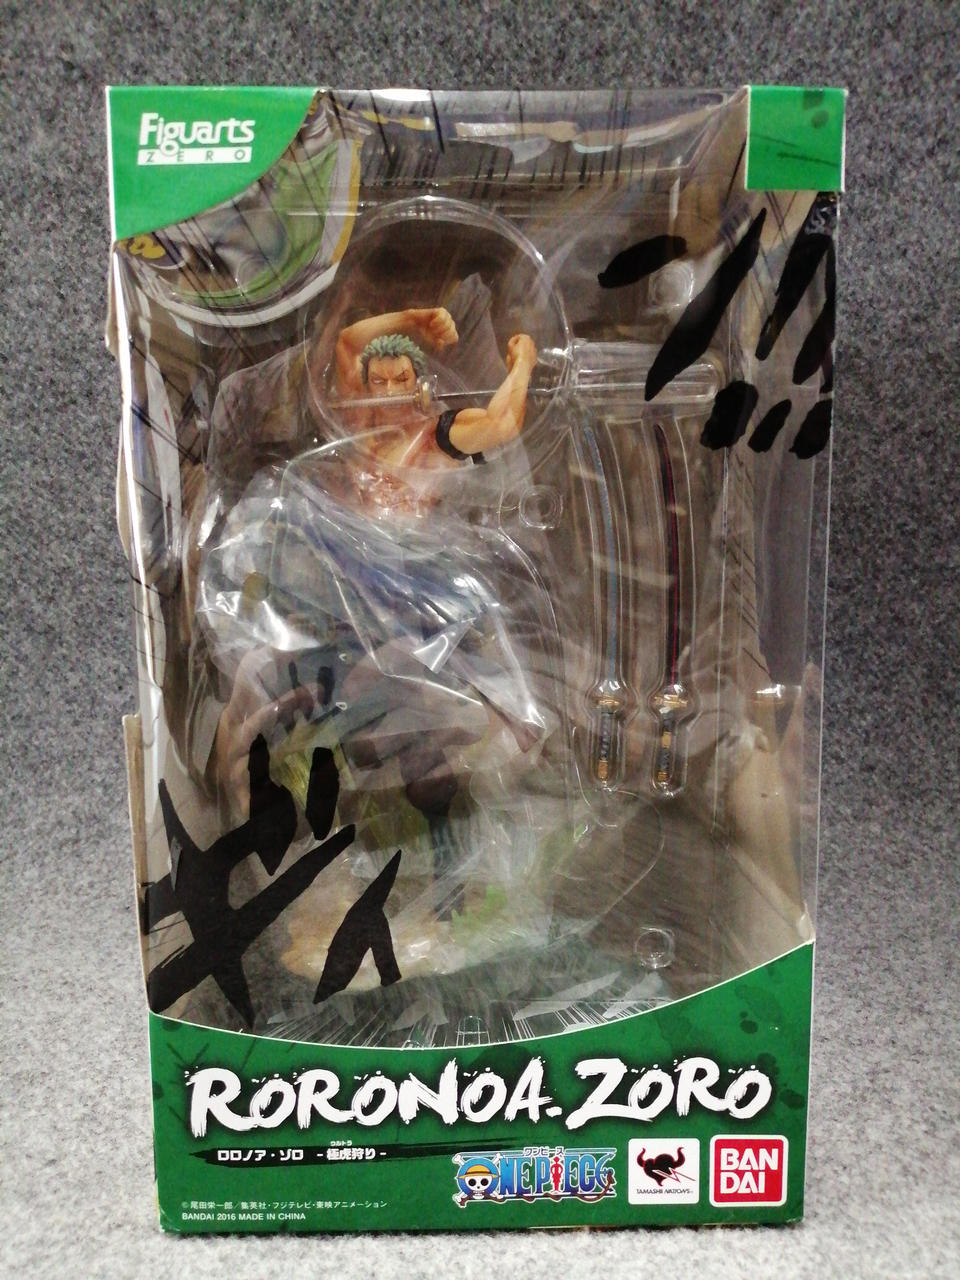 Figuarts
ZERO
ギィ
RORONOA.ZORO
ウルトラ
ロロノア・ゾロ -極虎狩り-
ワンピース
ONE PIECE
TAMASHII NATIONS
BAN
DAI
©尾田栄一郎／集英社・フジテレビ・東映アニメーション
BANDAI 2016 MADE IN CHINA